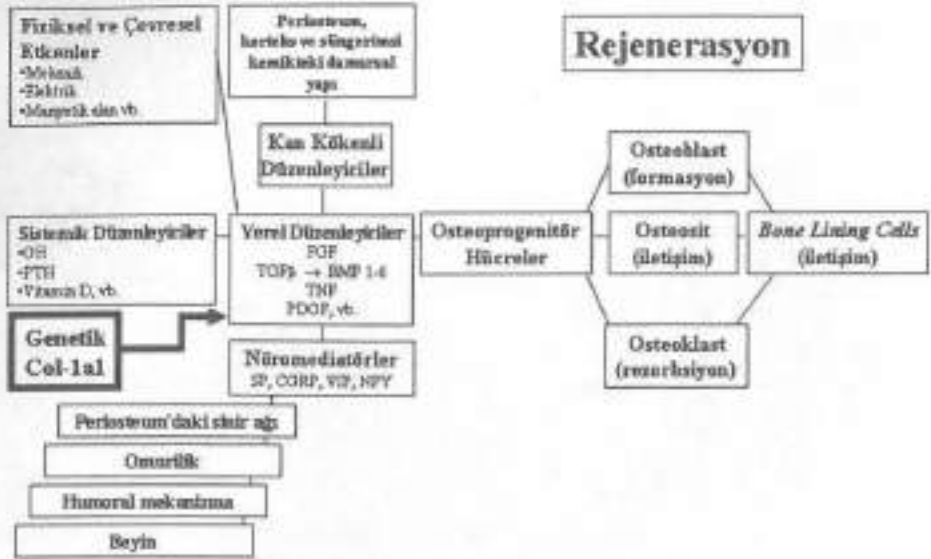 Fiziksel ve Çevresel
Etkenler
•Mekanik
•Elektrik
•Manyetik alan vb.
Periosteum,
korteks ve süngerimsi
kemikteki damarsal
yapı
Rejenerasyon
Kan Kökenli
Düzenleyiciler
Sistemik Düzenleyiciler
•GH
•PTH
•Vitamin D, vb.
Yerel Düzenleyiciler
FGF
TGFβ → BMP 1-6
TNF
PDGF, vb.
Osteoprogenitör
Hücreler
Osteoblast
(formasyon)
Osteosit
(iletişim)
Bone Lining Cells
(iletişim)
Osteoklast
(rezorbsiyon)
Genetik
Col-1a1
Nöromediatörler
SP, CGRP, VIP, NPY
Periosteum'daki sinir ağı
Omurilik
Humoral mekanizma
Beyin